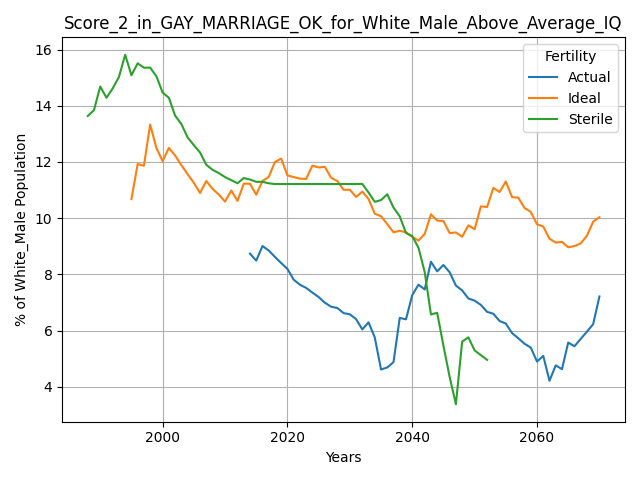 Score_2_in_GAY_MARRIAGE_OK_for_White_Male_Above_Average_IQ
Fertility
Actual
Ideal
Sterile
% of White_Male Population
16
14
12
10
8
6
4
2000
2020
2040
2060
Years